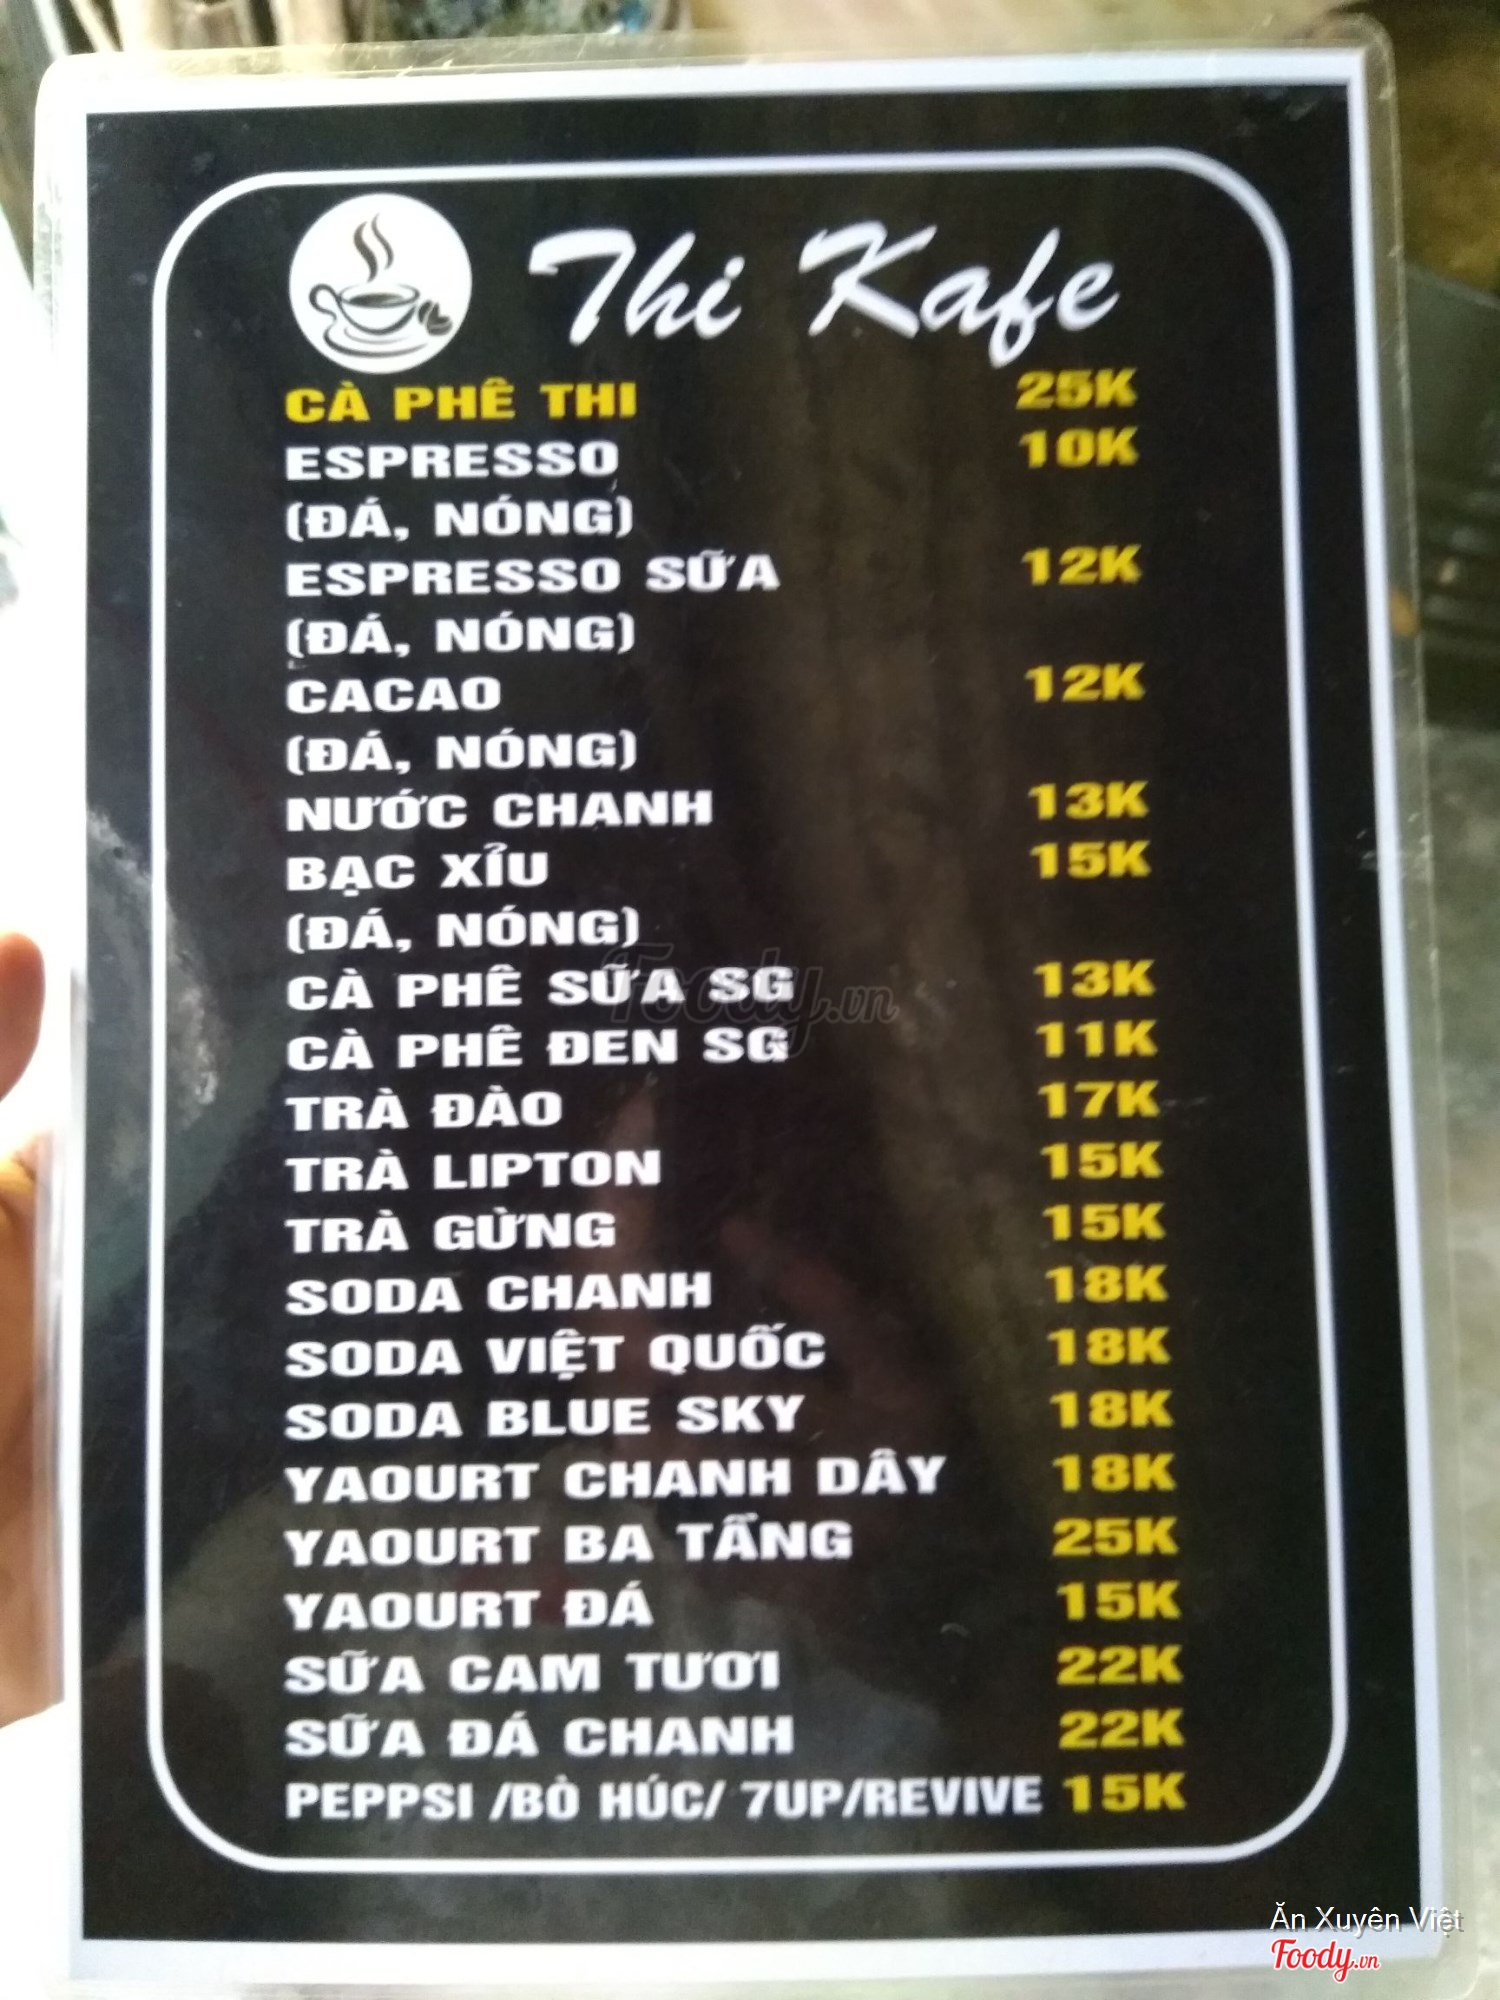 Thi Kafe
CÀ PHÊ THI 25K
ESPRESSO 10K
(ĐÁ, NÓNG)
ESPRESSO SỮA 12K
(ĐÁ, NÓNG)
CACAO 12K
(ĐÁ, NÓNG)
NƯỚC CHANH 13K
BẠC XỈU 15K
(ĐÁ, NÓNG)
CÀ PHÊ SỮA SG 13K
CÀ PHÊ ĐEN SG 11K
TRÀ ĐÀO 17K
TRÀ LIPTON 15K
TRÀ GỪNG 15K
SODA CHANH 18K
SODA VIỆT QUỐC 18K
SODA BLUE SKY 18K
YAOURT CHANH DÂY 18K
YAOURT BA TẦNG 25K
YAOURT ĐÁ 15K
SỮA CAM TƯƠI 22K
SỮA ĐÁ CHANH 22K
PEPPSI /BÒ HÚC/ 7UP/REVIVE 15K
Foody.vn
Ăn Xuyên Việt
Foody.vn